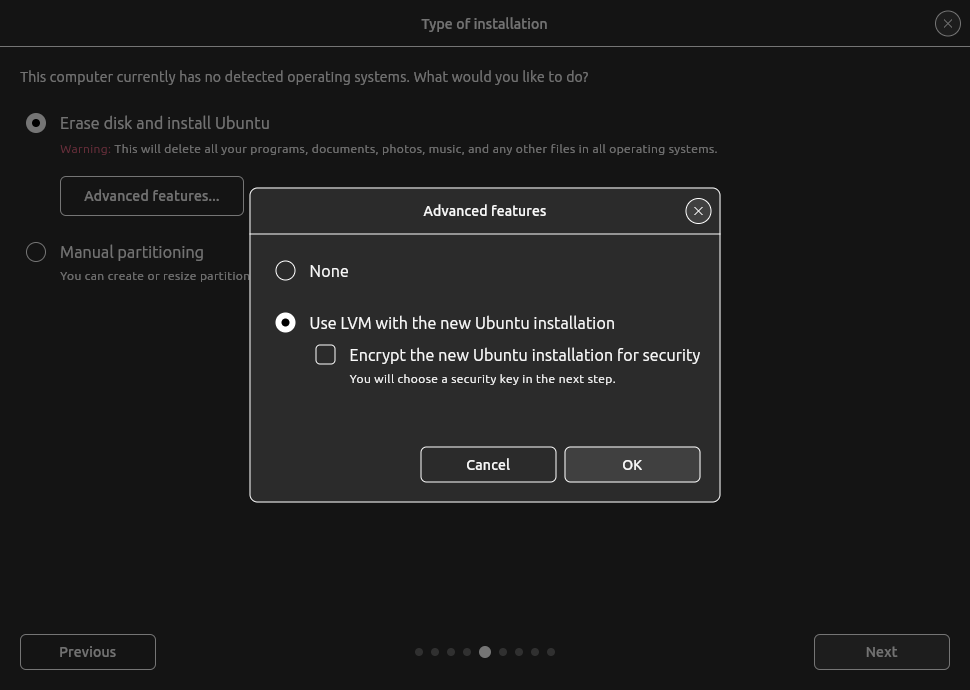 Type of installation
This computer currently has no detected operating systems. What would you like to do?
Erase disk and install Ubuntu
Warning: This will delete all your programs, documents, photos, music, and any other files in all operating systems.
Advanced features...
Manual partitioning
You can create or resize partition
Advanced features
None
Use LVM with the new Ubuntu installation
Encrypt the new Ubuntu installation for security
You will choose a security key in the next step.
Cancel
OK
Previous
Next